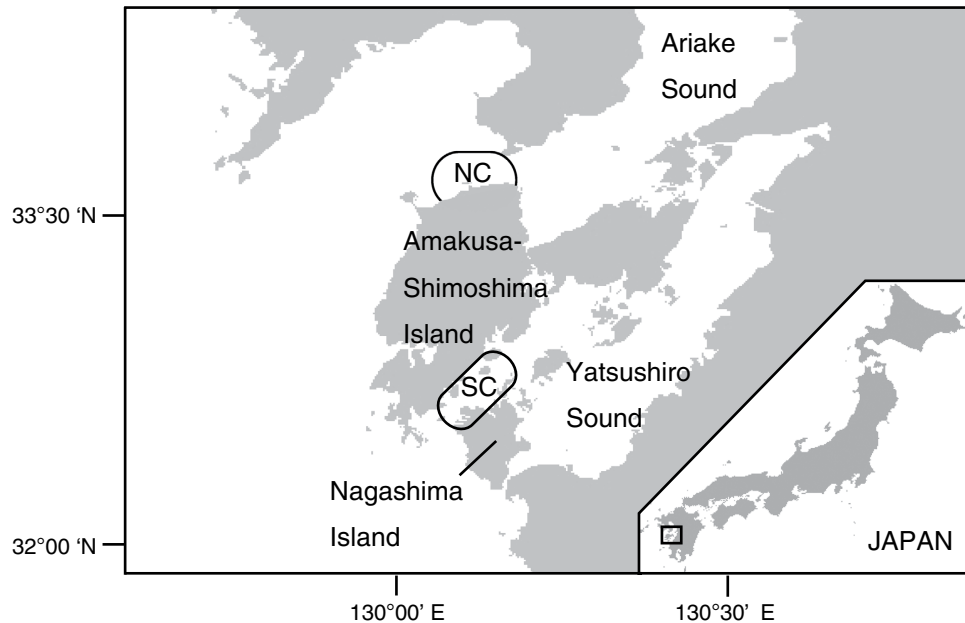 Ariake
Sound
NC
33°30 ‘N
Amakusa-
Shimoshima
Island
SC
Yatsushiro
Sound
Nagashima
Island
32°00 ‘N
JAPAN
130°00’ E
130°30’ E